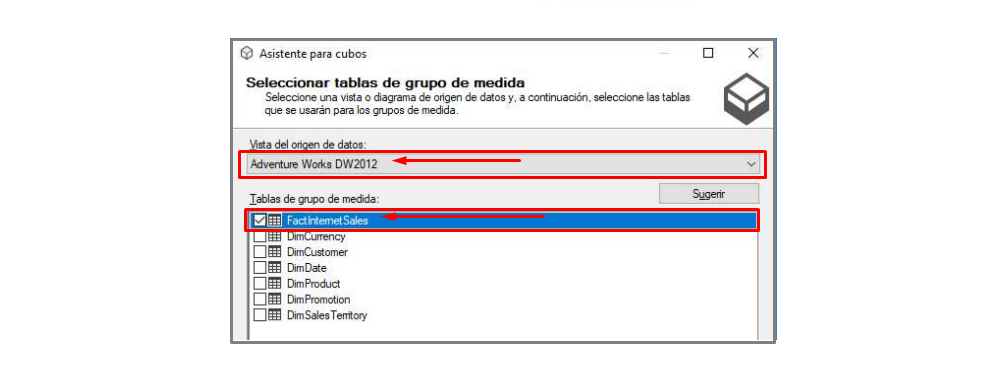 Asistente para cubos
Seleccionar tablas de grupo de medida
Seleccione una vista o diagrama de origen de datos y, a continuación, seleccione las tablas
que se usarán para los grupos de medida.
Vista del origen de datos:
Adventure Works DW2012
Tablas de grupo de medida:
Sugerir
FactInternetSales
DimCurrency
DimCustomer
DimDate
DimProduct
DimPromotion
DimSalesTerritory